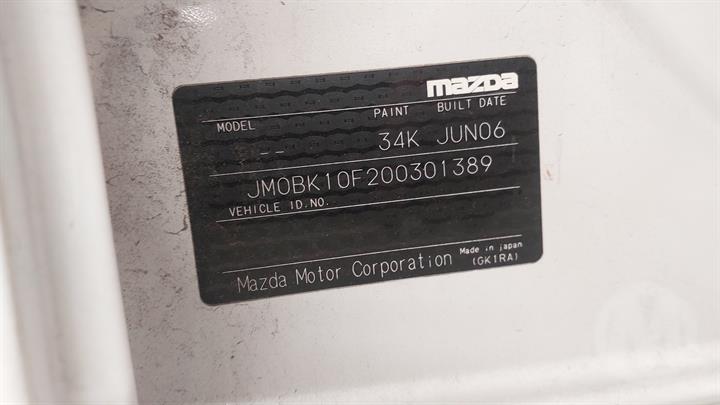 mazda
MODEL PAINT BUILT DATE
-- 34K JUN06
JM0BK10F200301389
VEHICLE ID.NO.
Mazda Motor Corporation Made in japan
(GK1RA)